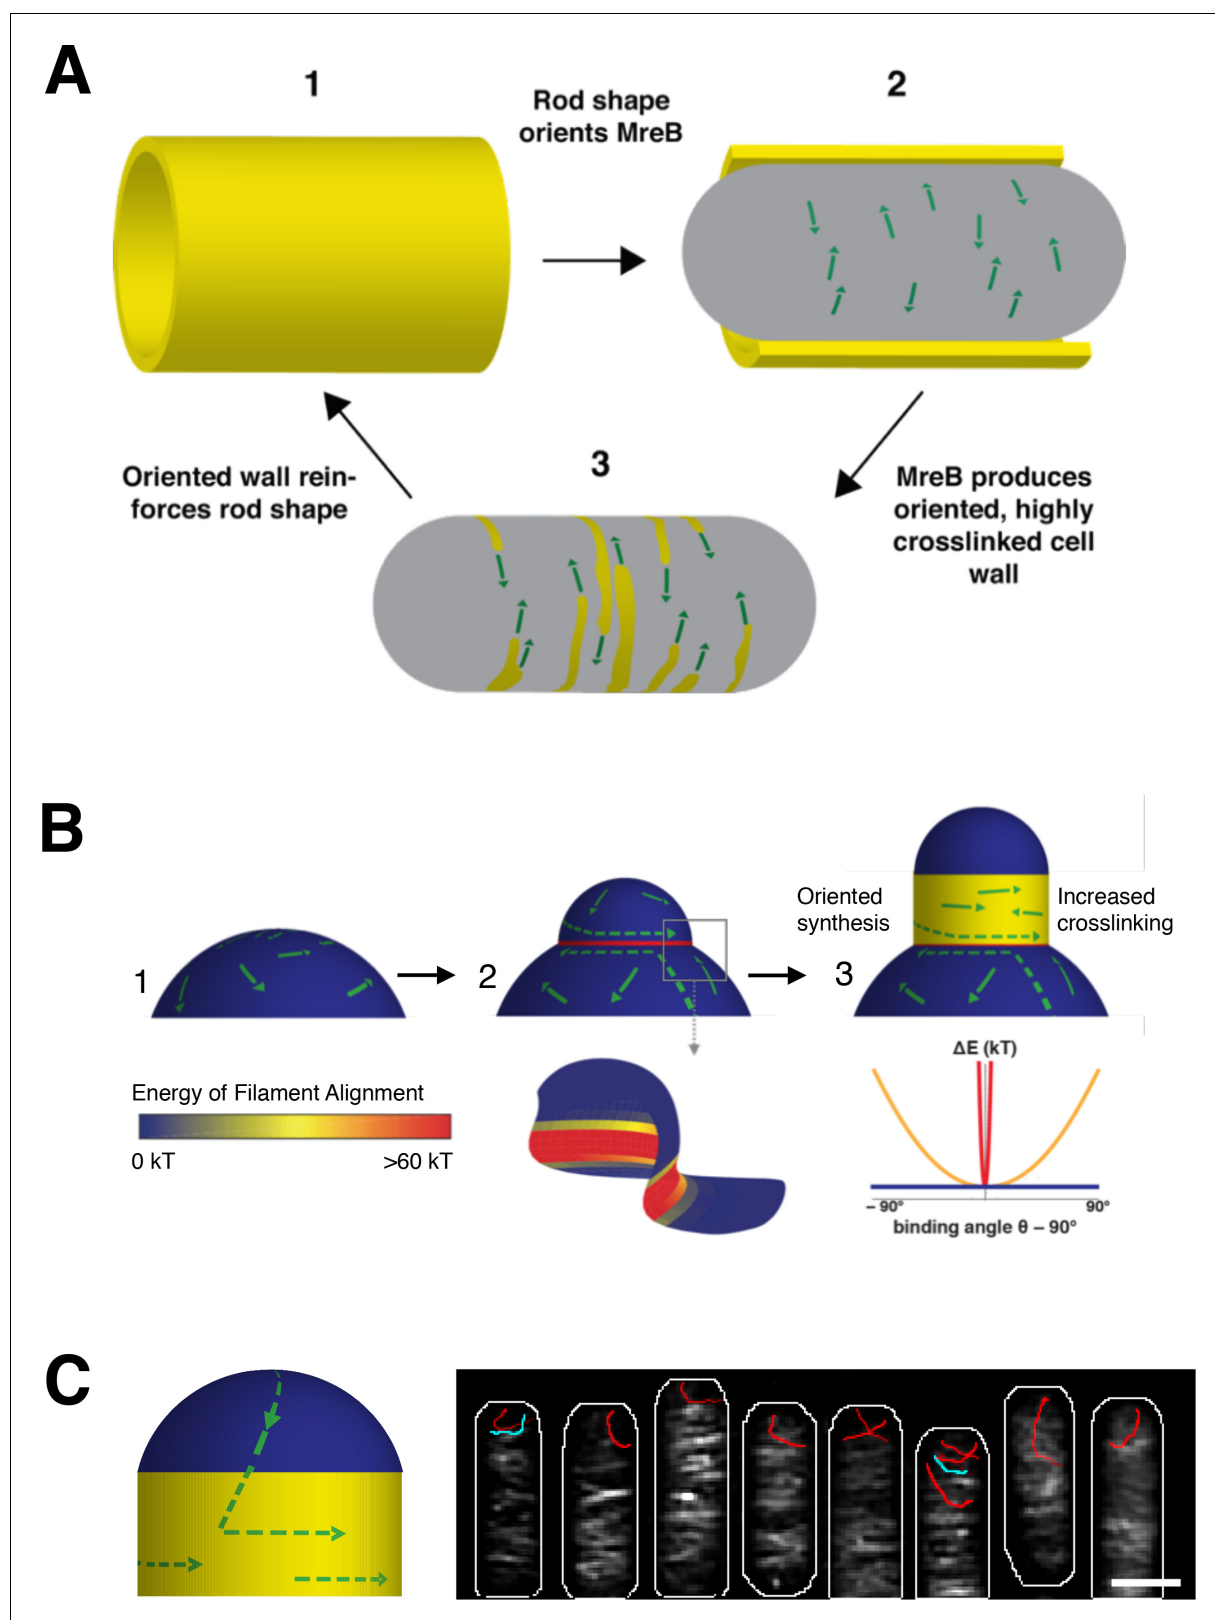 A
1
Rod shape
orients MreB
2
Oriented wall rein-
forces rod shape
3
MreB produces
oriented, highly
crosslinked cell
wall
B
Oriented
synthesis
Increased
crosslinking
1
2
3
Energy of Filament Alignment
0 kT
>60 kT
ΔE (kT)
– 90°
90°
binding angle θ – 90°
C